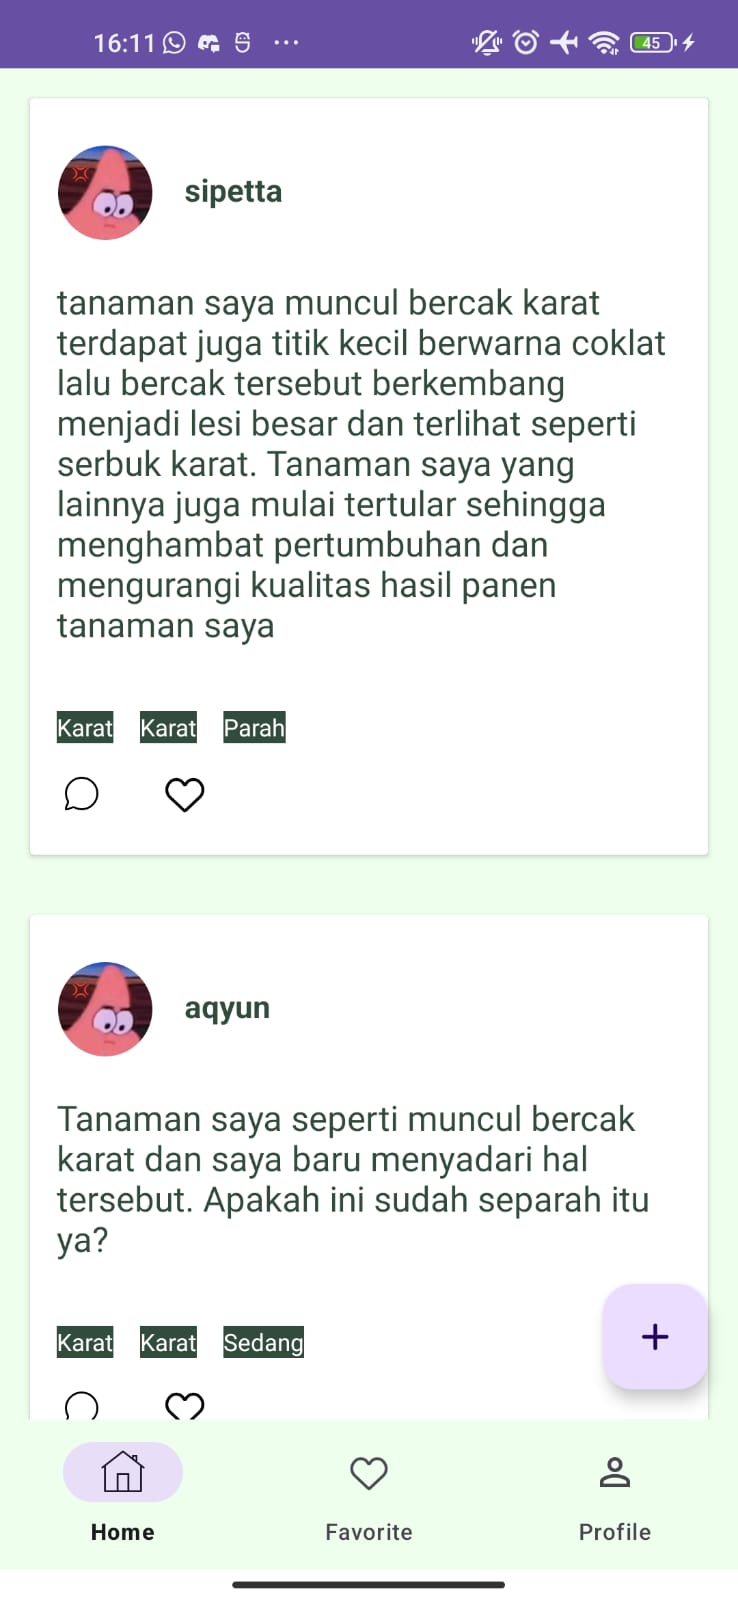 16:11
45
sipetta
tanaman saya muncul bercak karat
terdapat juga titik kecil berwarna coklat
lalu bercak tersebut berkembang
menjadi lesi besar dan terlihat seperti
serbuk karat. Tanaman saya yang
lainnya juga mulai tertular sehingga
menghambat pertumbuhan dan
mengurangi kualitas hasil panen
tanaman saya
Karat Karat Parah
aqyun
Tanaman saya seperti muncul bercak
karat dan saya baru menyadari hal
tersebut. Apakah ini sudah separah itu
ya?
Karat Karat Sedang
+
Home Favorite Profile